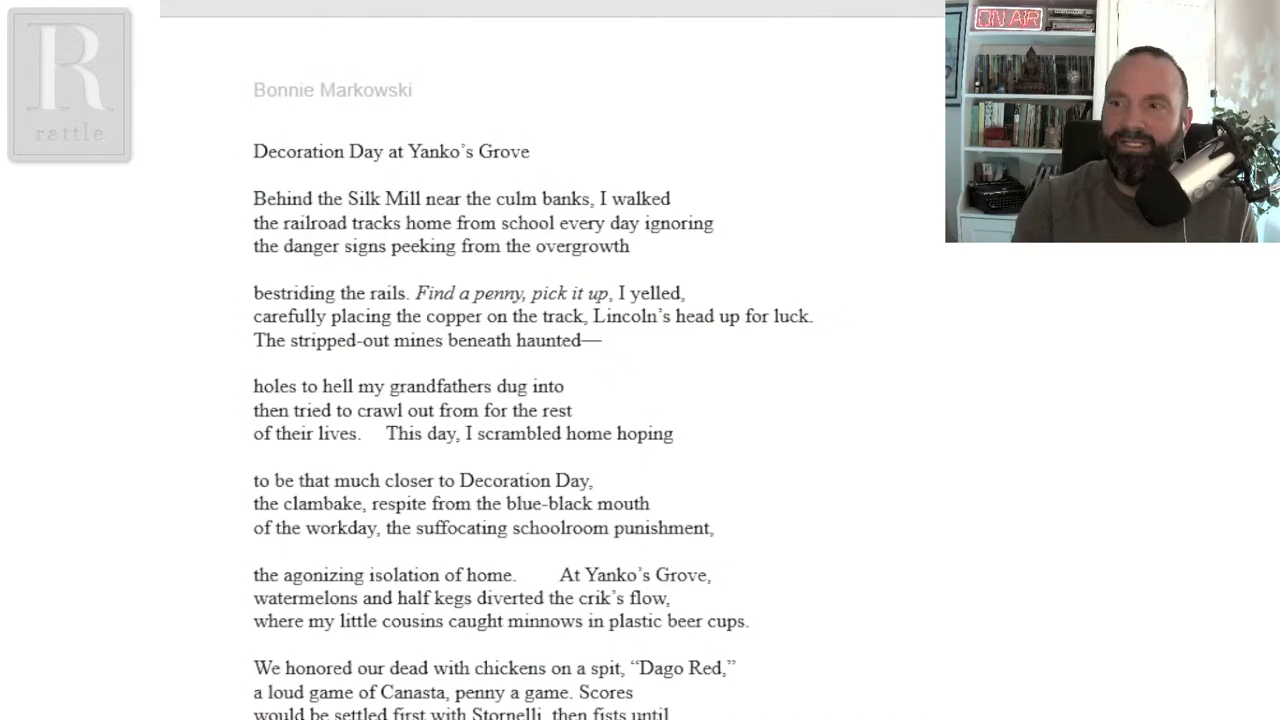 R
rattle
ON AIR
Bonnie Markowski
Decoration Day at Yanko’s Grove
Behind the Silk Mill near the culm banks, I walked
the railroad tracks home from school every day ignoring
the danger signs peeking from the overgrowth
bestriding the rails. Find a penny, pick it up, I yelled,
carefully placing the copper on the track, Lincoln’s head up for luck.
The stripped-out mines beneath haunted—
holes to hell my grandfathers dug into
then tried to crawl out from for the rest
of their lives. This day, I scrambled home hoping
to be that much closer to Decoration Day,
the clambake, respite from the blue-black mouth
of the workday, the suffocating schoolroom punishment,
the agonizing isolation of home. At Yanko’s Grove,
watermelons and half kegs diverted the crik’s flow,
where my little cousins caught minnows in plastic beer cups.
We honored our dead with chickens on a spit, “Dago Red,”
a loud game of Canasta, penny a game. Scores
would be settled first with Stornelli, then fists until